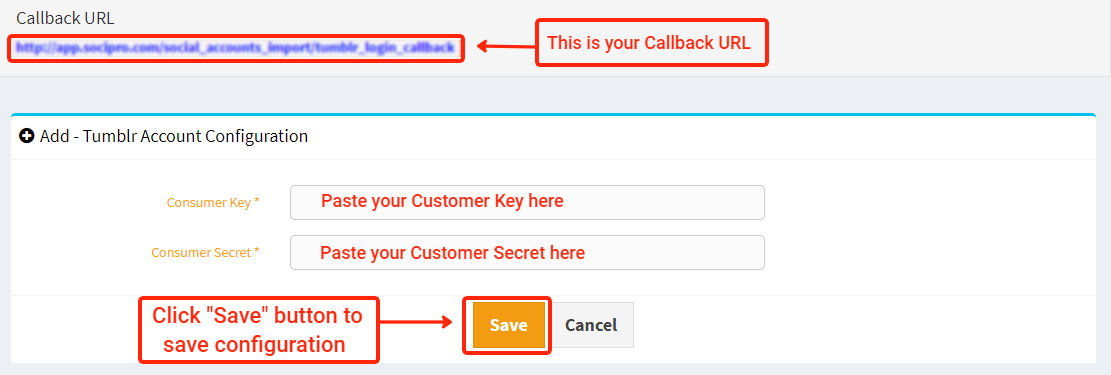 Callback URL
http://app.socipro.com/social_accounts_import/tumblr_login_callback
This is your Callback URL
Add - Tumblr Account Configuration
Consumer Key *
Paste your Customer Key here
Consumer Secret *
Paste your Customer Secret here
Click "Save" button to
save configuration
Save
Cancel